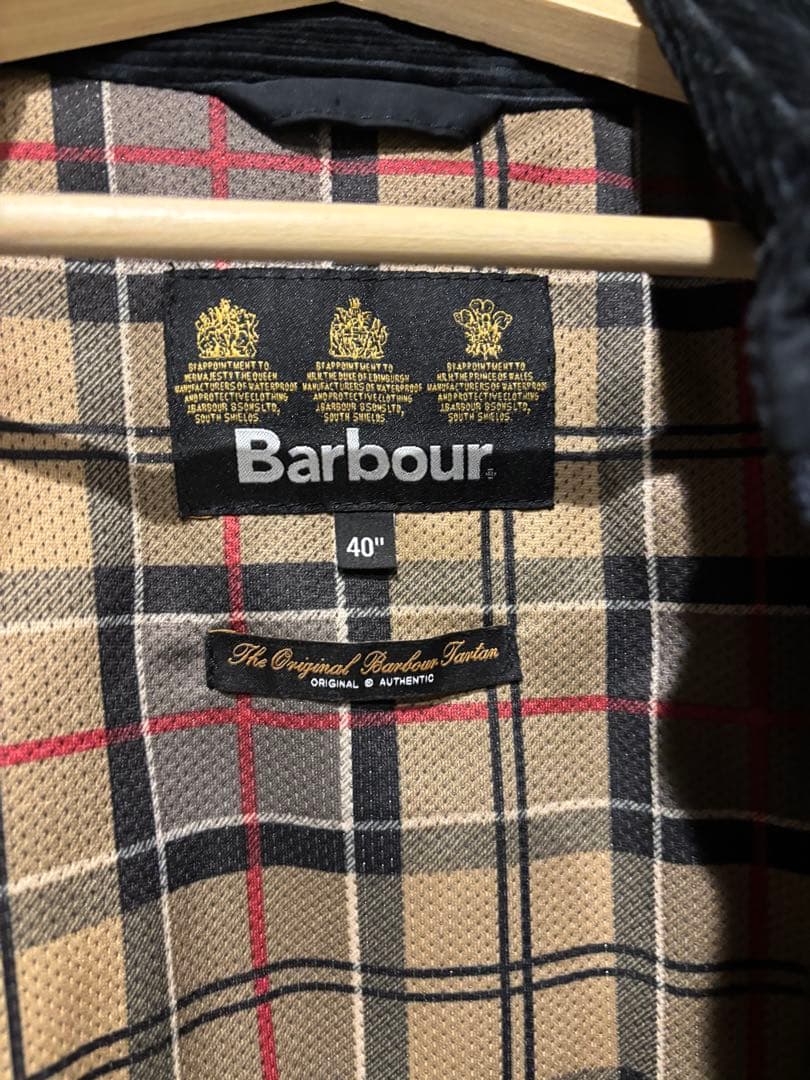 BY APPOINTMENT TO
HER MAJESTY THE QUEEN
MANUFACTURERS OF WATERPROOF
AND PROTECTIVE CLOTHING
J.BARBOUR & SONS LTD,
SOUTH SHIELDS.
BY APPOINTMENT TO
H.R.H. THE DUKE OF EDINBURGH
MANUFACTURERS OF WATERPROOF
AND PROTECTIVE CLOTHING
J.BARBOUR & SONS LTD,
SOUTH SHIELDS.
BY APPOINTMENT TO
H.R.H. THE PRINCE OF WALES
MANUFACTURERS OF WATERPROOF
AND PROTECTIVE CLOTHING
J.BARBOUR & SONS LTD,
SOUTH SHIELDS.
Barbour
40"
The Original Barbour Tartan
ORIGINAL © AUTHENTIC